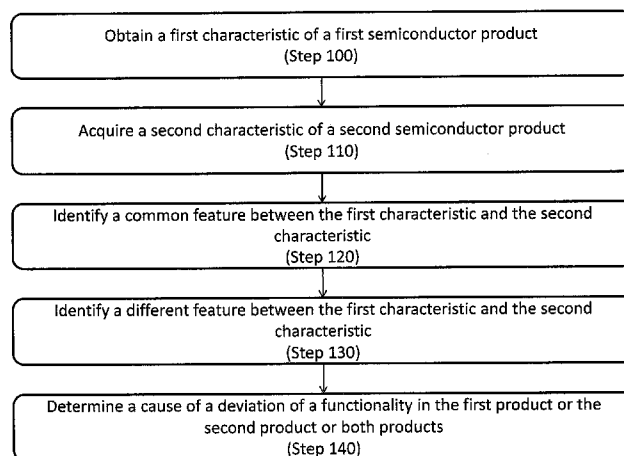 Obtain a first characteristic of a first semiconductor product
(Step 100)
Acquire a second characteristic of a second semiconductor product
(Step 110)
Identify a common feature between the first characteristic and the second
characteristic
(Step 120)
Identify a different feature between the first characteristic and the second
characteristic
(Step 130)
Determine a cause of a deviation of a functionality in the first product or the
second product or both products
(Step 140)